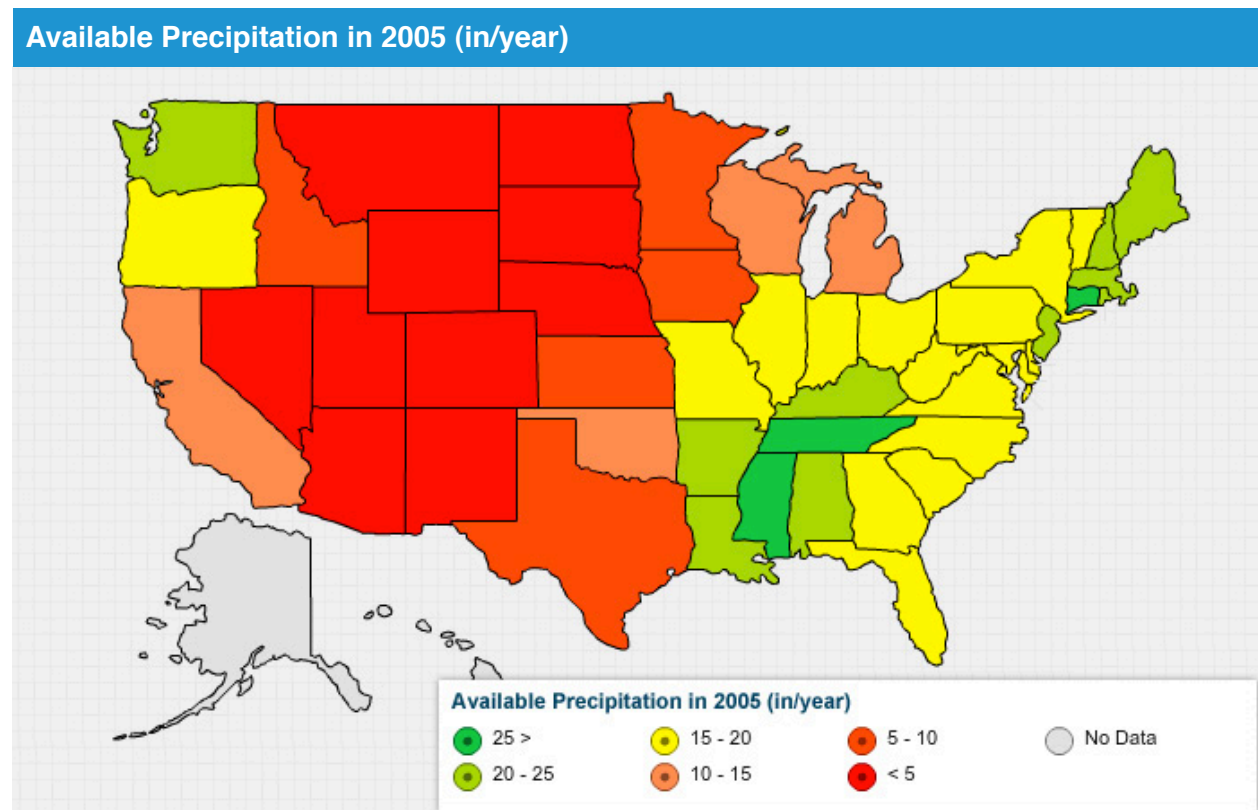 Available Precipitation in 2005 (in/year)
Available Precipitation in 2005 (in/year)
25 > 15 - 20 5 - 10 No Data
20 - 25 10 - 15 < 5